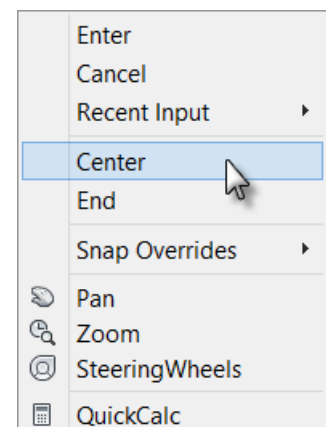 Enter
Cancel
Recent Input
Center
End
Snap Overrides
Pan
Zoom
SteeringWheels
QuickCalc